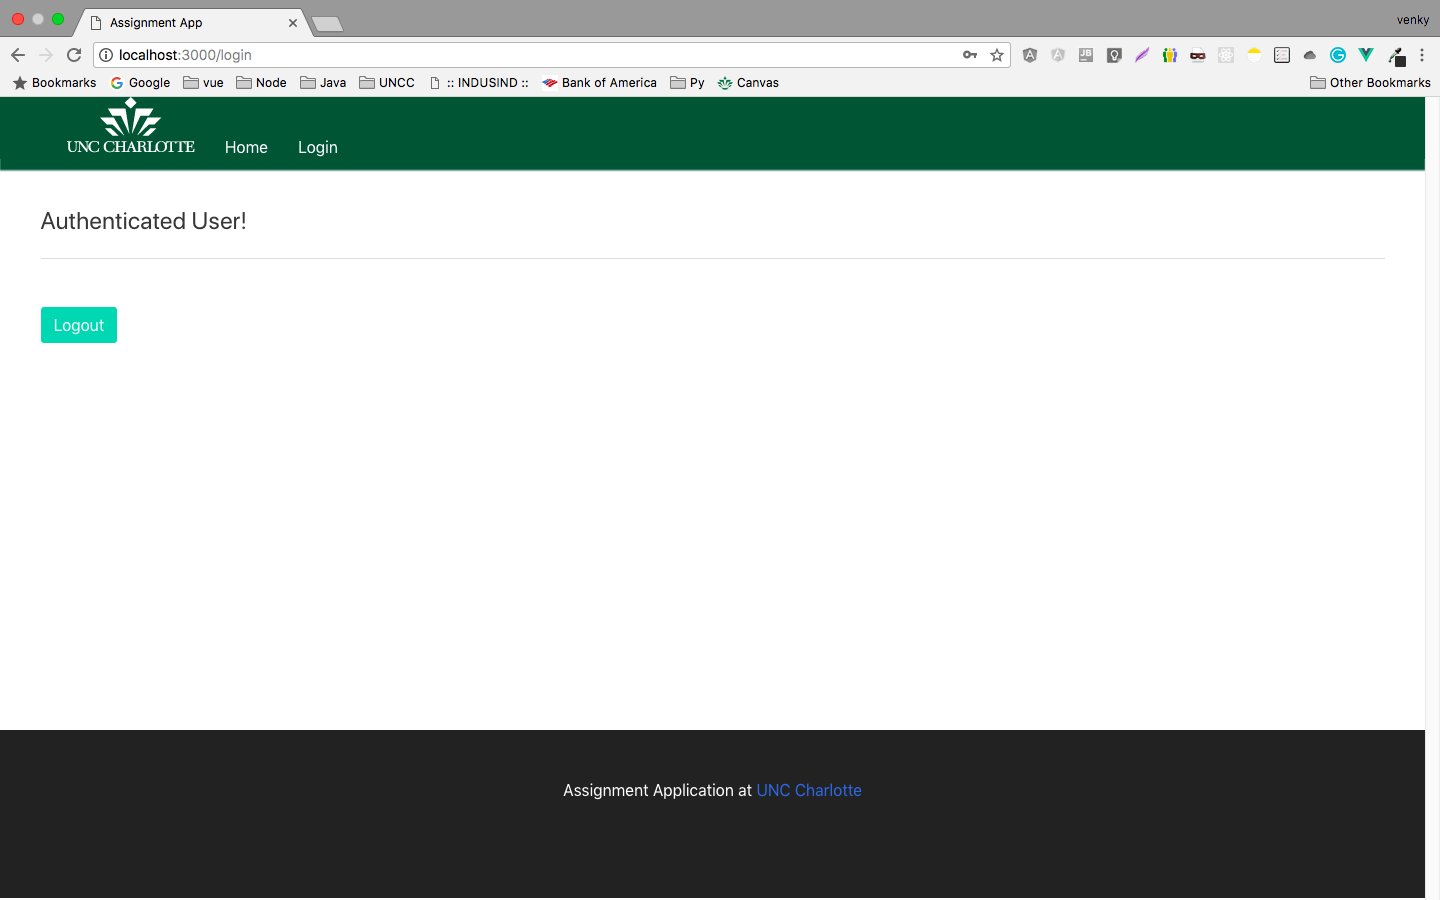 Assignment App
venky
localhost:3000/login
Bookmarks Google vue Node Java UNCC :: INDUSIND :: Bank of America Py Canvas Other Bookmarks
UNC CHARLOTTE Home Login
Authenticated User!
Logout
Assignment Application at UNC Charlotte